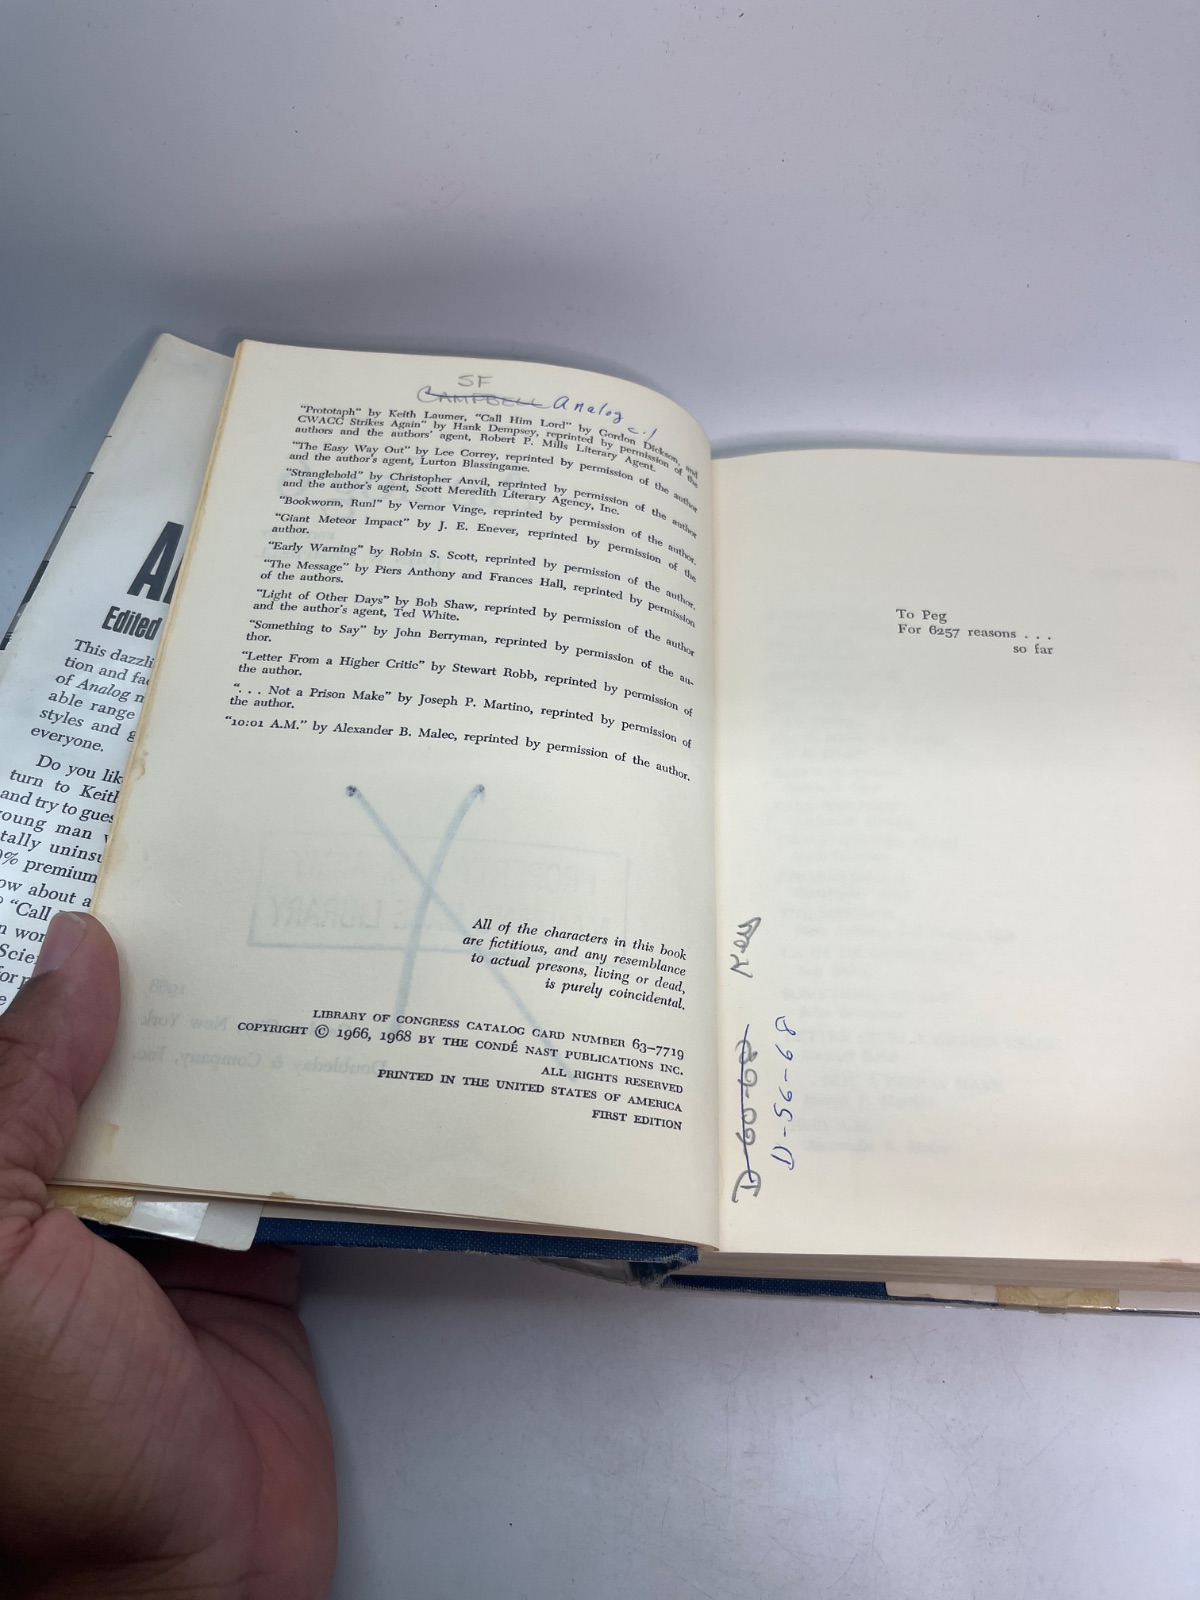 A
Edited
This dazzli
tion and fa
of Analog m
able range
styles and g
everyone.
Do you lik
turn to Keith
and try to gues
young man
tally uninsu
% premium
ow about a
"Call
n wor
Scie
for
SF
CAMPBELL Analog
c.1
"Prototaph" by Keith Laumer, "Call Him Lord" by Gordon Dickson, and
CWACC Strikes Again" by Hank Dempsey, reprinted by permission of the
authors and the authors' agent, Robert P. Mills Literary Agent.
"The Easy Way Out" by Lee Correy, reprinted by permission of the author
and the author's agent, Lurton Blassingame.
"Stranglehold" by Christopher Anvil, reprinted by permission of the author
and the author's agent, Scott Meredith Literary Agency, Inc.
"Bookworm, Run!" by Vernor Vinge, reprinted by permission of the author.
"Giant Meteor Impact" by J. E. Enever, reprinted by permission of the
author.
"Early Warning" by Robin S. Scott, reprinted by permission of the author.
"The Message" by Piers Anthony and Frances Hall, reprinted by permission
of the authors.
"Light of Other Days" by Bob Shaw, reprinted by permission of the author
and the author's agent, Ted White.
"Something to Say" by John Berryman, reprinted by permission of the au-
thor.
"Letter From a Higher Critic" by Stewart Robb, reprinted by permission of
the author.
". . . Not a Prison Make" by Joseph P. Martino, reprinted by permission of
the author.
"10:01 A.M." by Alexander B. Malec, reprinted by permission of the author.
All of the characters in this book
are fictitious, and any resemblance
to actual presons, living or dead,
is purely coincidental.
LIBRARY OF CONGRESS CATALOG CARD NUMBER 63-7719
COPYRIGHT © 1966, 1968 BY THE CONDÉ NAST PUBLICATIONS INC.
ALL RIGHTS RESERVED
PRINTED IN THE UNITED STATES OF AMERICA
FIRST EDITION
To Peg
For 6257 reasons . . .
so far